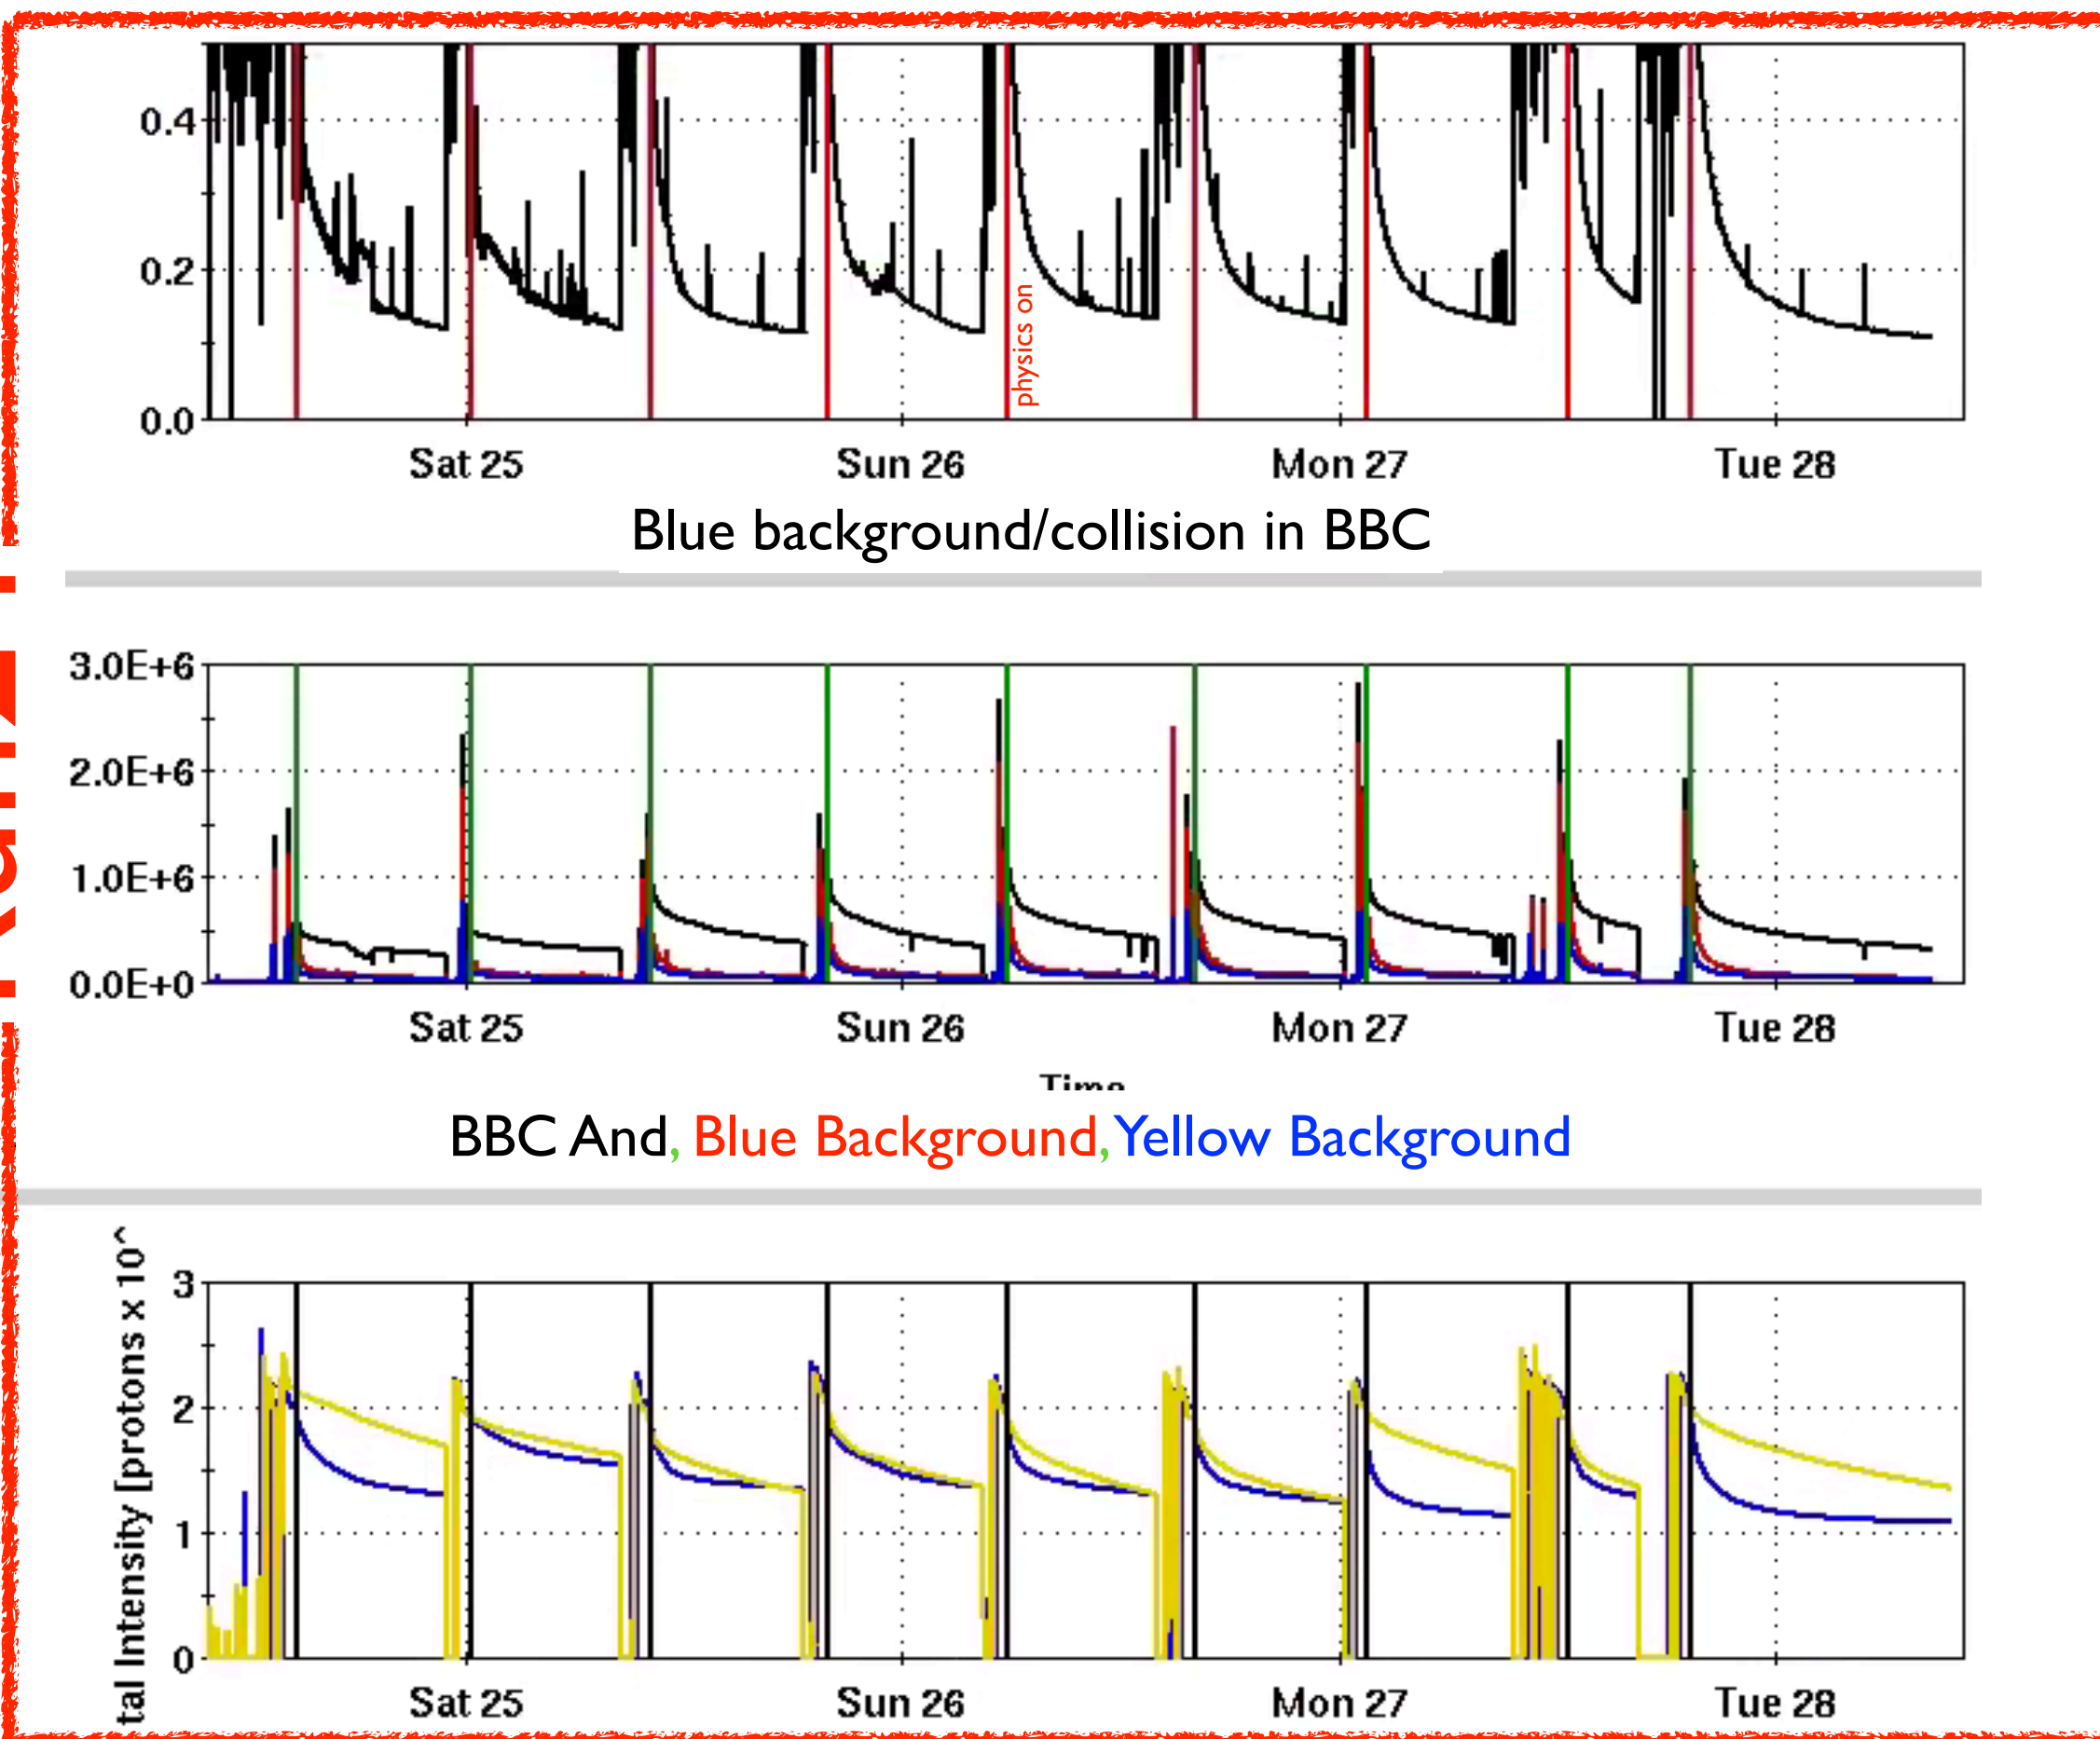 0.4
0.2
0.0
physics on
Sat 25 Sun 26 Mon 27 Tue 28
Blue background/collision in BBC
3.0E+6
2.0E+6
1.0E+6
0.0E+0
Sat 25 Sun 26 Mon 27 Tue 28
Time
BBC And, Blue Background, Yellow Background
tal Intensity [protons x 10^
3
2
1
0
Sat 25 Sun 26 Mon 27 Tue 28